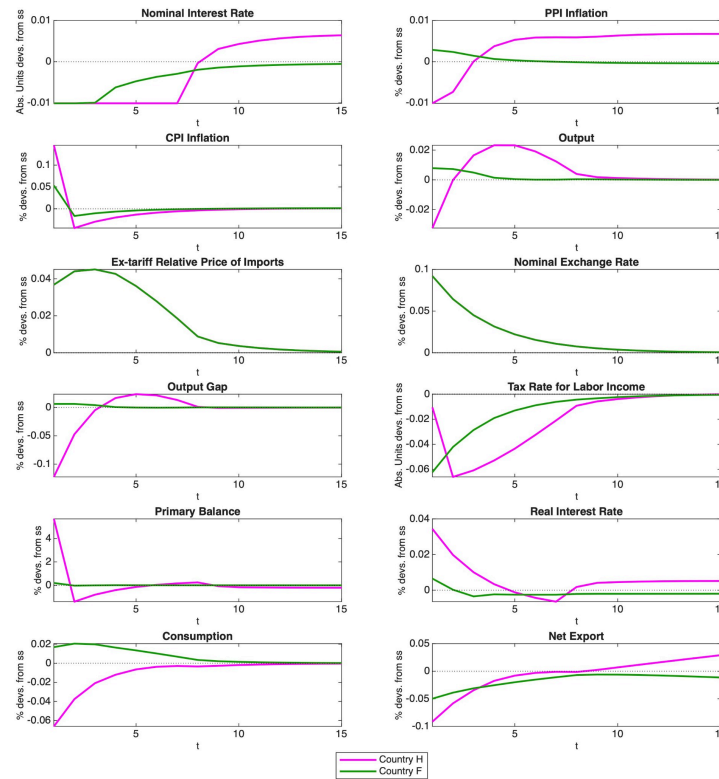 Nominal Interest Rate
Abs. Units devs. from ss
0.01
0
-0.01
5
10
15
t
PPI Inflation
% devs. from ss
0.01
0
-0.01
5
10
t
CPI Inflation
% devs. from ss
0.1
0.05
0
5
10
15
t
Output
% devs. from ss
0.02
0
-0.02
5
10
t
Ex-tariff Relative Price of Imports
% devs. from ss
0.04
0.02
0
5
10
15
t
Nominal Exchange Rate
% devs. from ss
0.1
0.05
0
5
10
t
Output Gap
% devs. from ss
0
-0.05
-0.1
5
10
15
t
Tax Rate for Labor Income
Abs. Units devs. from ss
0
-0.02
-0.04
-0.06
5
10
t
Primary Balance
% devs. from ss
4
2
0
5
10
15
t
Real Interest Rate
% devs. from ss
0.04
0.02
0
5
10
t
Consumption
% devs. from ss
0.02
0
-0.02
-0.04
-0.06
5
10
15
t
Net Export
% devs. from ss
0.05
0
-0.05
-0.1
5
10
t
Country H
Country F